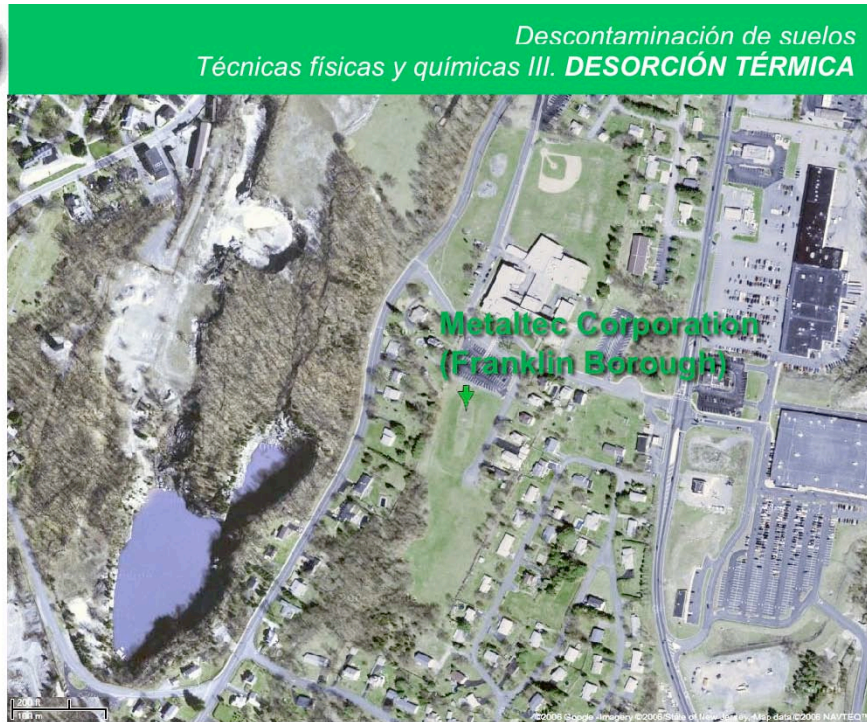 Descontaminación de suelos
Técnicas físicas y químicas III. DESORCIÓN TÉRMICA
Metaltec Corporation
(Franklin Borough)
200 ft
100 m
©2006 Google - Imagery ©2006 State of New Jersey, Map data ©2006 NAVTEQ